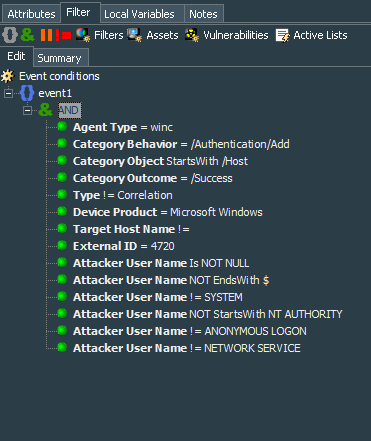 Attributes Filter Local Variables Notes
Filters Assets Vulnerabilities Active Lists
Edit Summary
Event conditions
event1
AND
Agent Type = winc
Category Behavior = /Authentication/Add
Category Object StartsWith /Host
Category Outcome = /Success
Type != Correlation
Device Product = Microsoft Windows
Target Host Name !=
External ID = 4720
Attacker User Name Is NOT NULL
Attacker User Name NOT EndsWith $
Attacker User Name != SYSTEM
Attacker User Name NOT StartsWith NT AUTHORITY
Attacker User Name != ANONYMOUS LOGON
Attacker User Name != NETWORK SERVICE